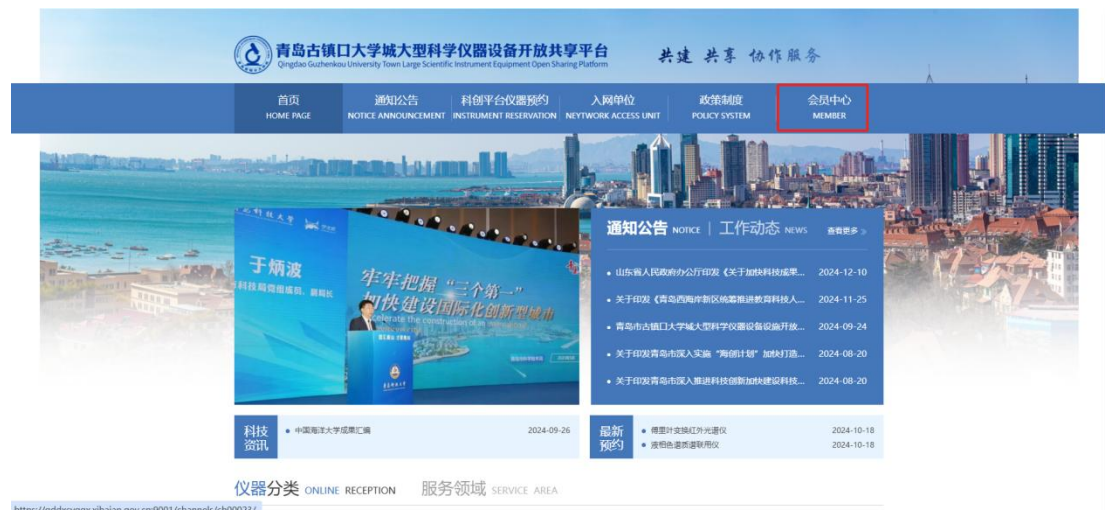 青岛古镇口大学城大型科学仪器设备开放共享平台
Qingdao Guzhenkou University Town Large Scientific Instrument Equipment Open Sharing Platform
共建 共享 协作服务
首页 通知公告 科创平台仪器预约 入网单位 政策制度 会员中心
HOME PAGE NOTICE ANNOUNCEMENT INSTRUMENT RESERVATION NEYTWORK ACCESS UNIT POLICY SYSTEM MEMBER
于炳波
科技局党组成员、副局长
牢牢把握“三个第一”
加快建设国际化创新型城市
通知公告 NOTICE | 工作动态 NEWS 查看更多 »
• 山东省人民政府办公厅印发《关于加快科技成果... 2024-12-10
• 关于印发《青岛西海岸新区统筹推进教育科技人... 2024-11-25
• 青岛市古镇口大学城大型科学仪器设备设施开放... 2024-09-24
• 关于印发青岛市深入实施“海创计划”加快打造... 2024-08-20
• 关于印发青岛市深入推进科技创新加快建设科技... 2024-08-20
科技
资讯
• 中国海洋大学成果汇编 2024-09-26
最新
预约
• 傅里叶变换红外光谱仪 2024-10-18
• 液相色谱质谱联用仪 2024-10-18
仪器分类 ONLINE RECEPTION 服务领域 SERVICE AREA